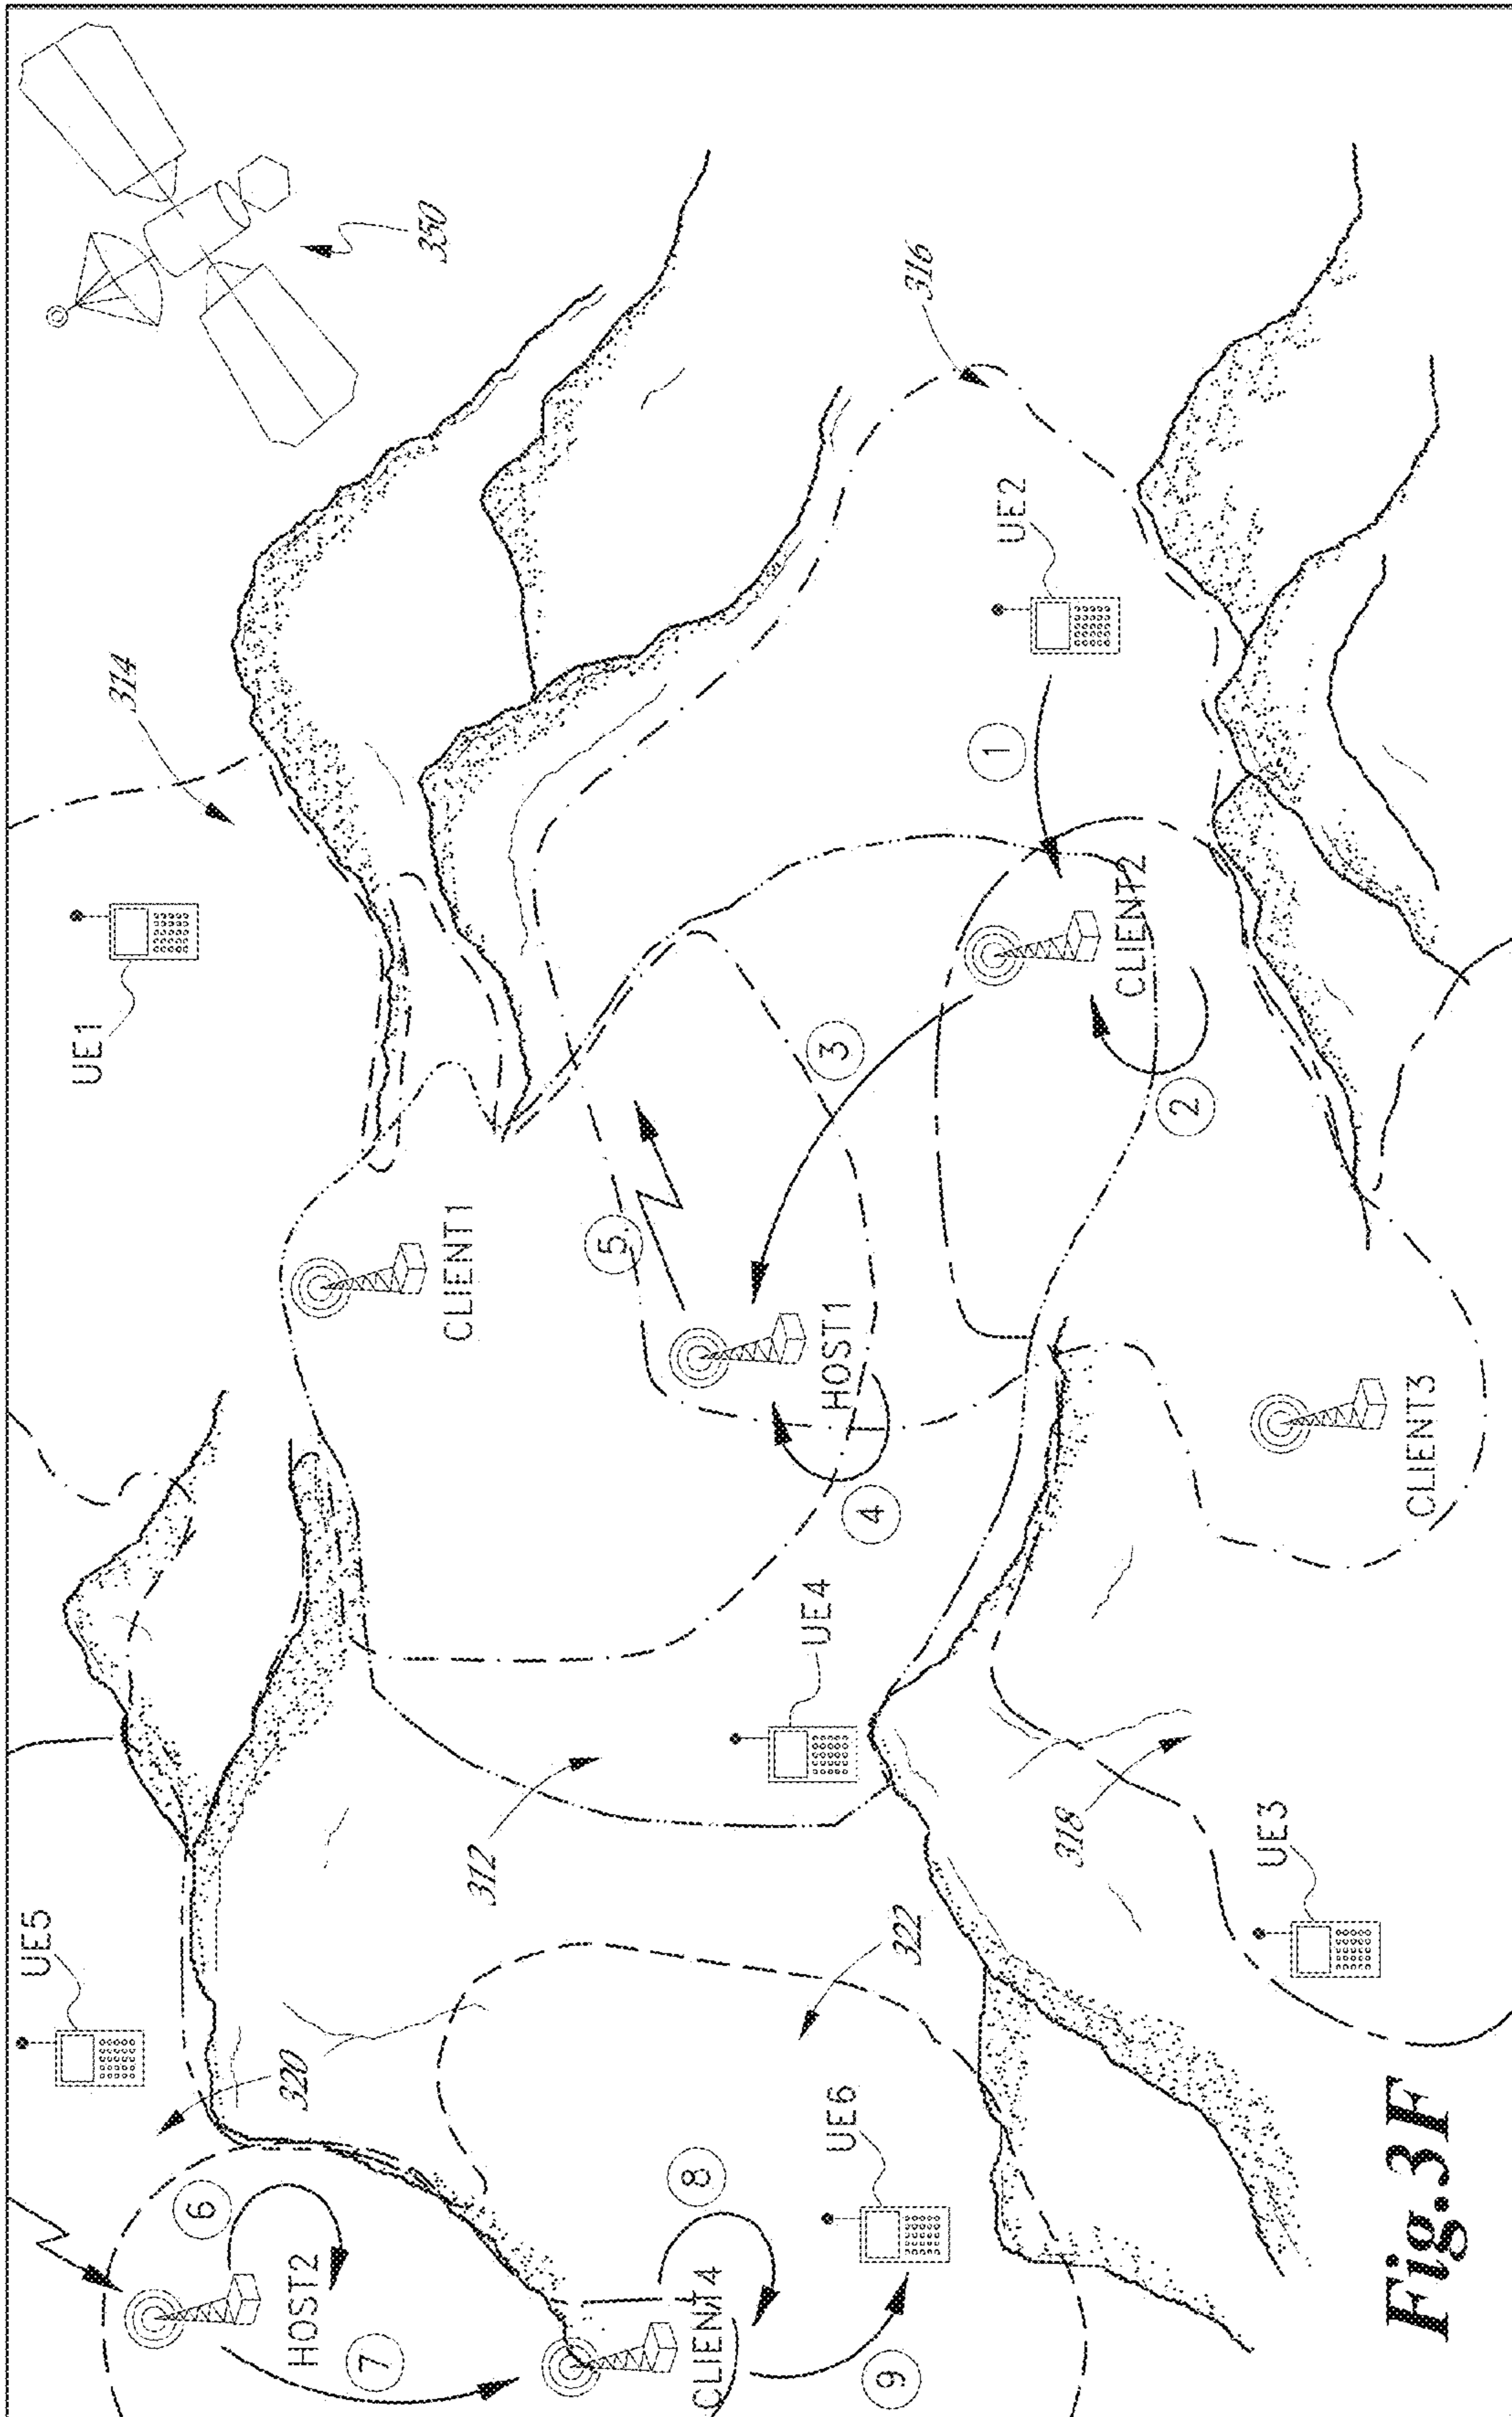 350
316
UE2
314
1
UE1
CLIENT2
3
2
CLIENT1
5
HOST1
4
CLIENT3
UE4
312
318
UE3
322
UE5
320
UE6
6
8
HOST2
7
CLIENT4
9
Fig.3F